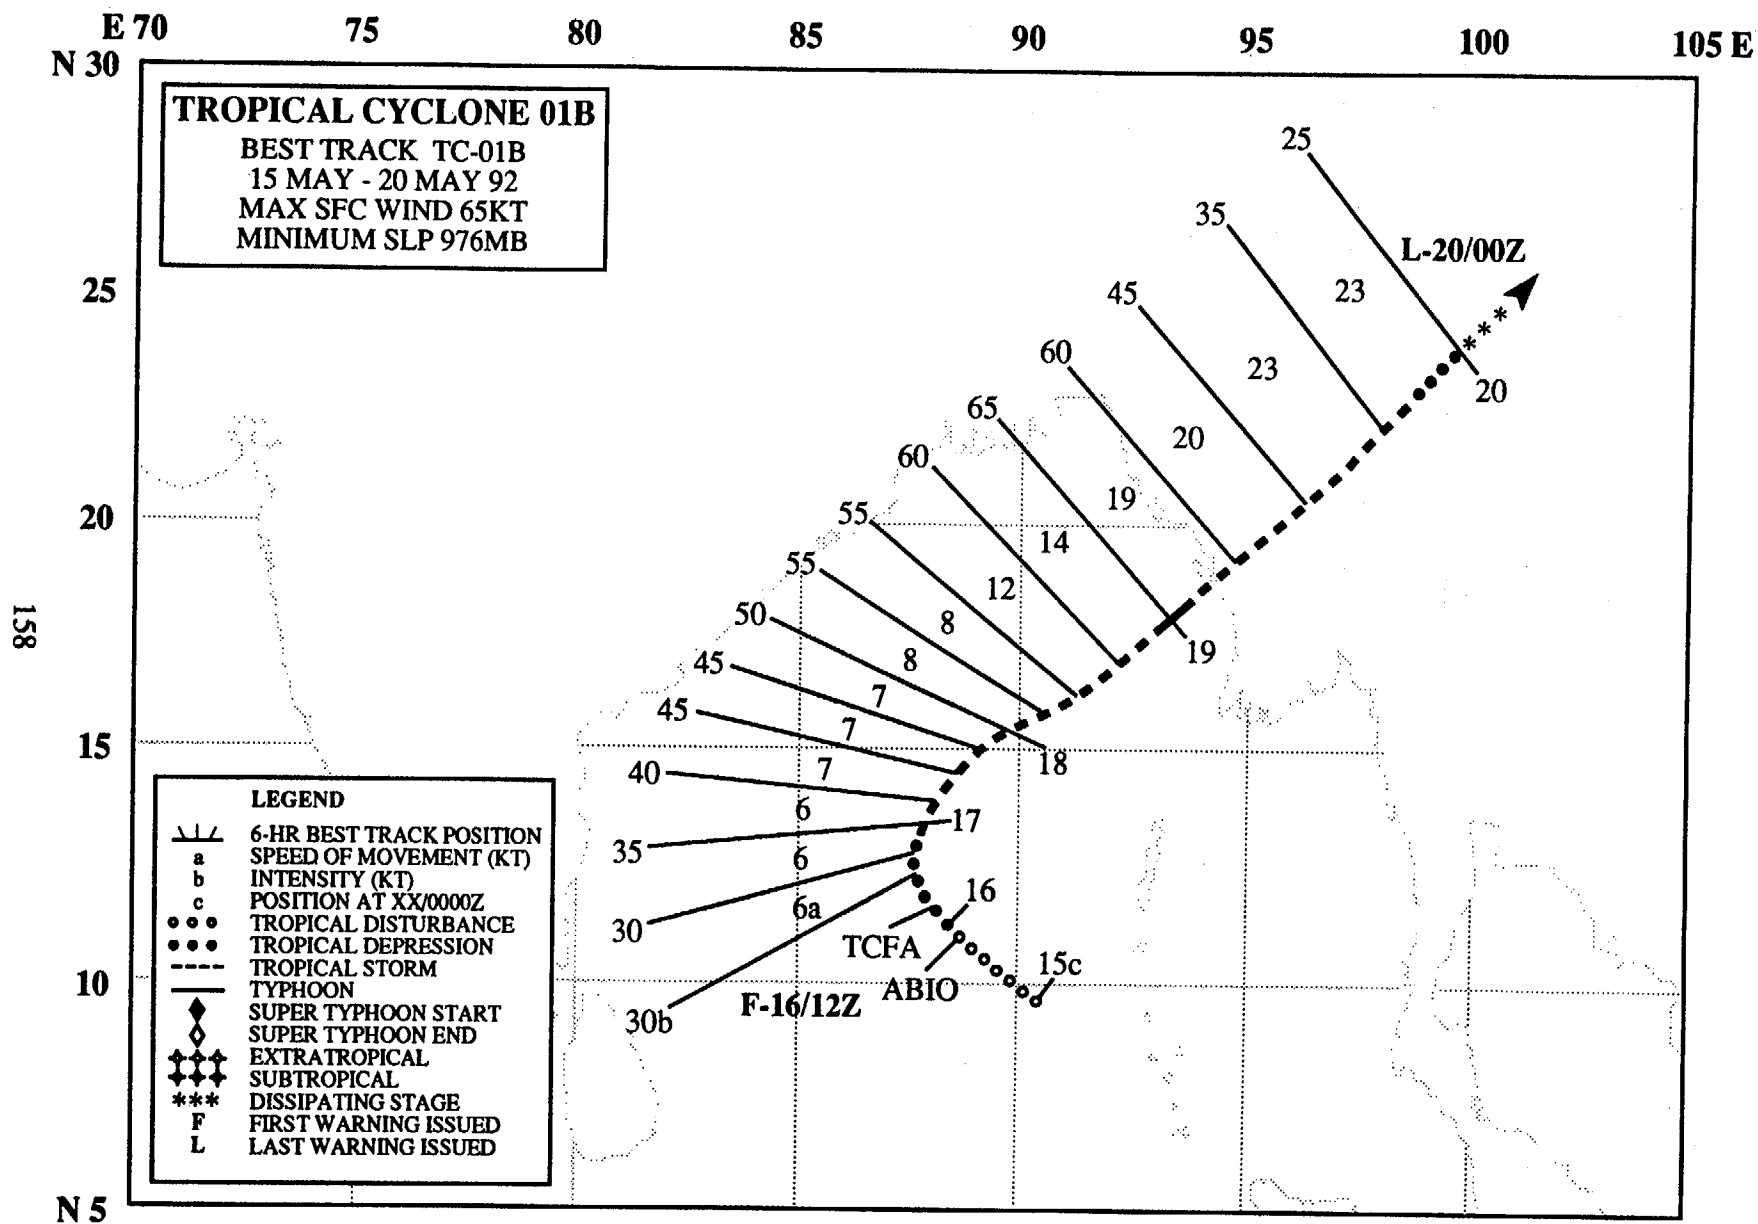 E 70 75 80 85 90 95 100 105 E
N 30
TROPICAL CYCLONE 01B
BEST TRACK TC-01B
15 MAY - 20 MAY 92
MAX SFC WIND 65KT
MINIMUM SLP 976MB
25
35
L-20/00Z
25
45
23
60
23
20
65
20
60
19
20
55
14
55
12
50
8
19
158
45
8
45
7
7
15
18
40
7
6
17
35
6
30
6a
16
TCFA
15c
10
ABIO
30b
F-16/12Z
LEGEND
6-HR BEST TRACK POSITION
a SPEED OF MOVEMENT (KT)
b INTENSITY (KT)
c POSITION AT XX/0000Z
TROPICAL DISTURBANCE
TROPICAL DEPRESSION
TROPICAL STORM
TYPHOON
SUPER TYPHOON START
SUPER TYPHOON END
EXTRATROPICAL
SUBTROPICAL
*** DISSIPATING STAGE
F FIRST WARNING ISSUED
L LAST WARNING ISSUED
N 5